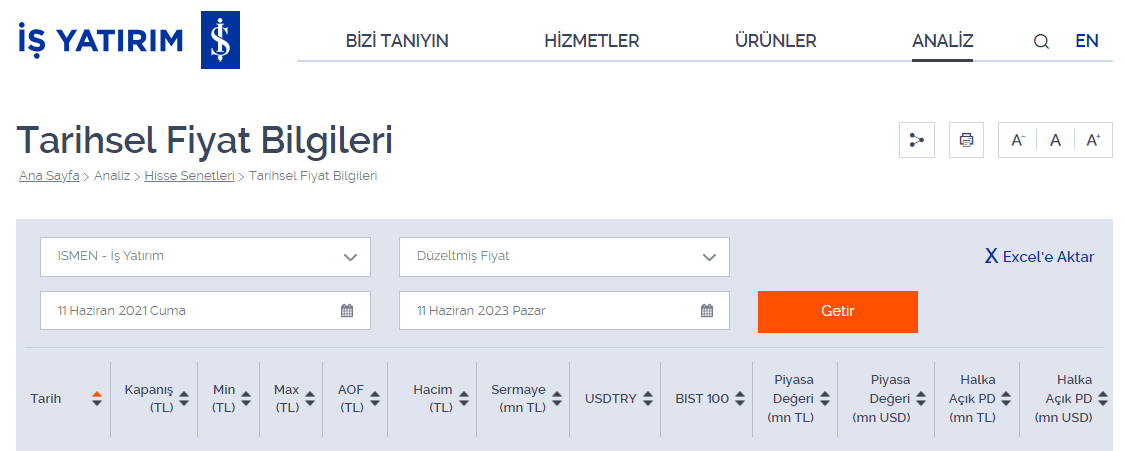 İŞ YATIRIM
BİZİ TANIYIN HİZMETLER ÜRÜNLER ANALİZ EN
Tarihsel Fiyat Bilgileri
A- A A+
Ana Sayfa > Analiz > Hisse Senetleri > Tarihsel Fiyat Bilgileri
ISMEN - İş Yatırım Düzeltmiş Fiyat X Excel'e Aktar
11 Haziran 2021 Cuma 11 Haziran 2023 Pazar Getir
Tarih
Kapanış
(TL)
Min
(TL)
Max
(TL)
AOF
(TL)
Hacim
(TL)
Sermaye
(mn TL)
USDTRY
BIST 100
Piyasa
Değeri
(mn TL)
Piyasa
Değeri
(mn USD)
Halka
Açık PD
(mn TL)
Halka
Açık PD
(mn USD)